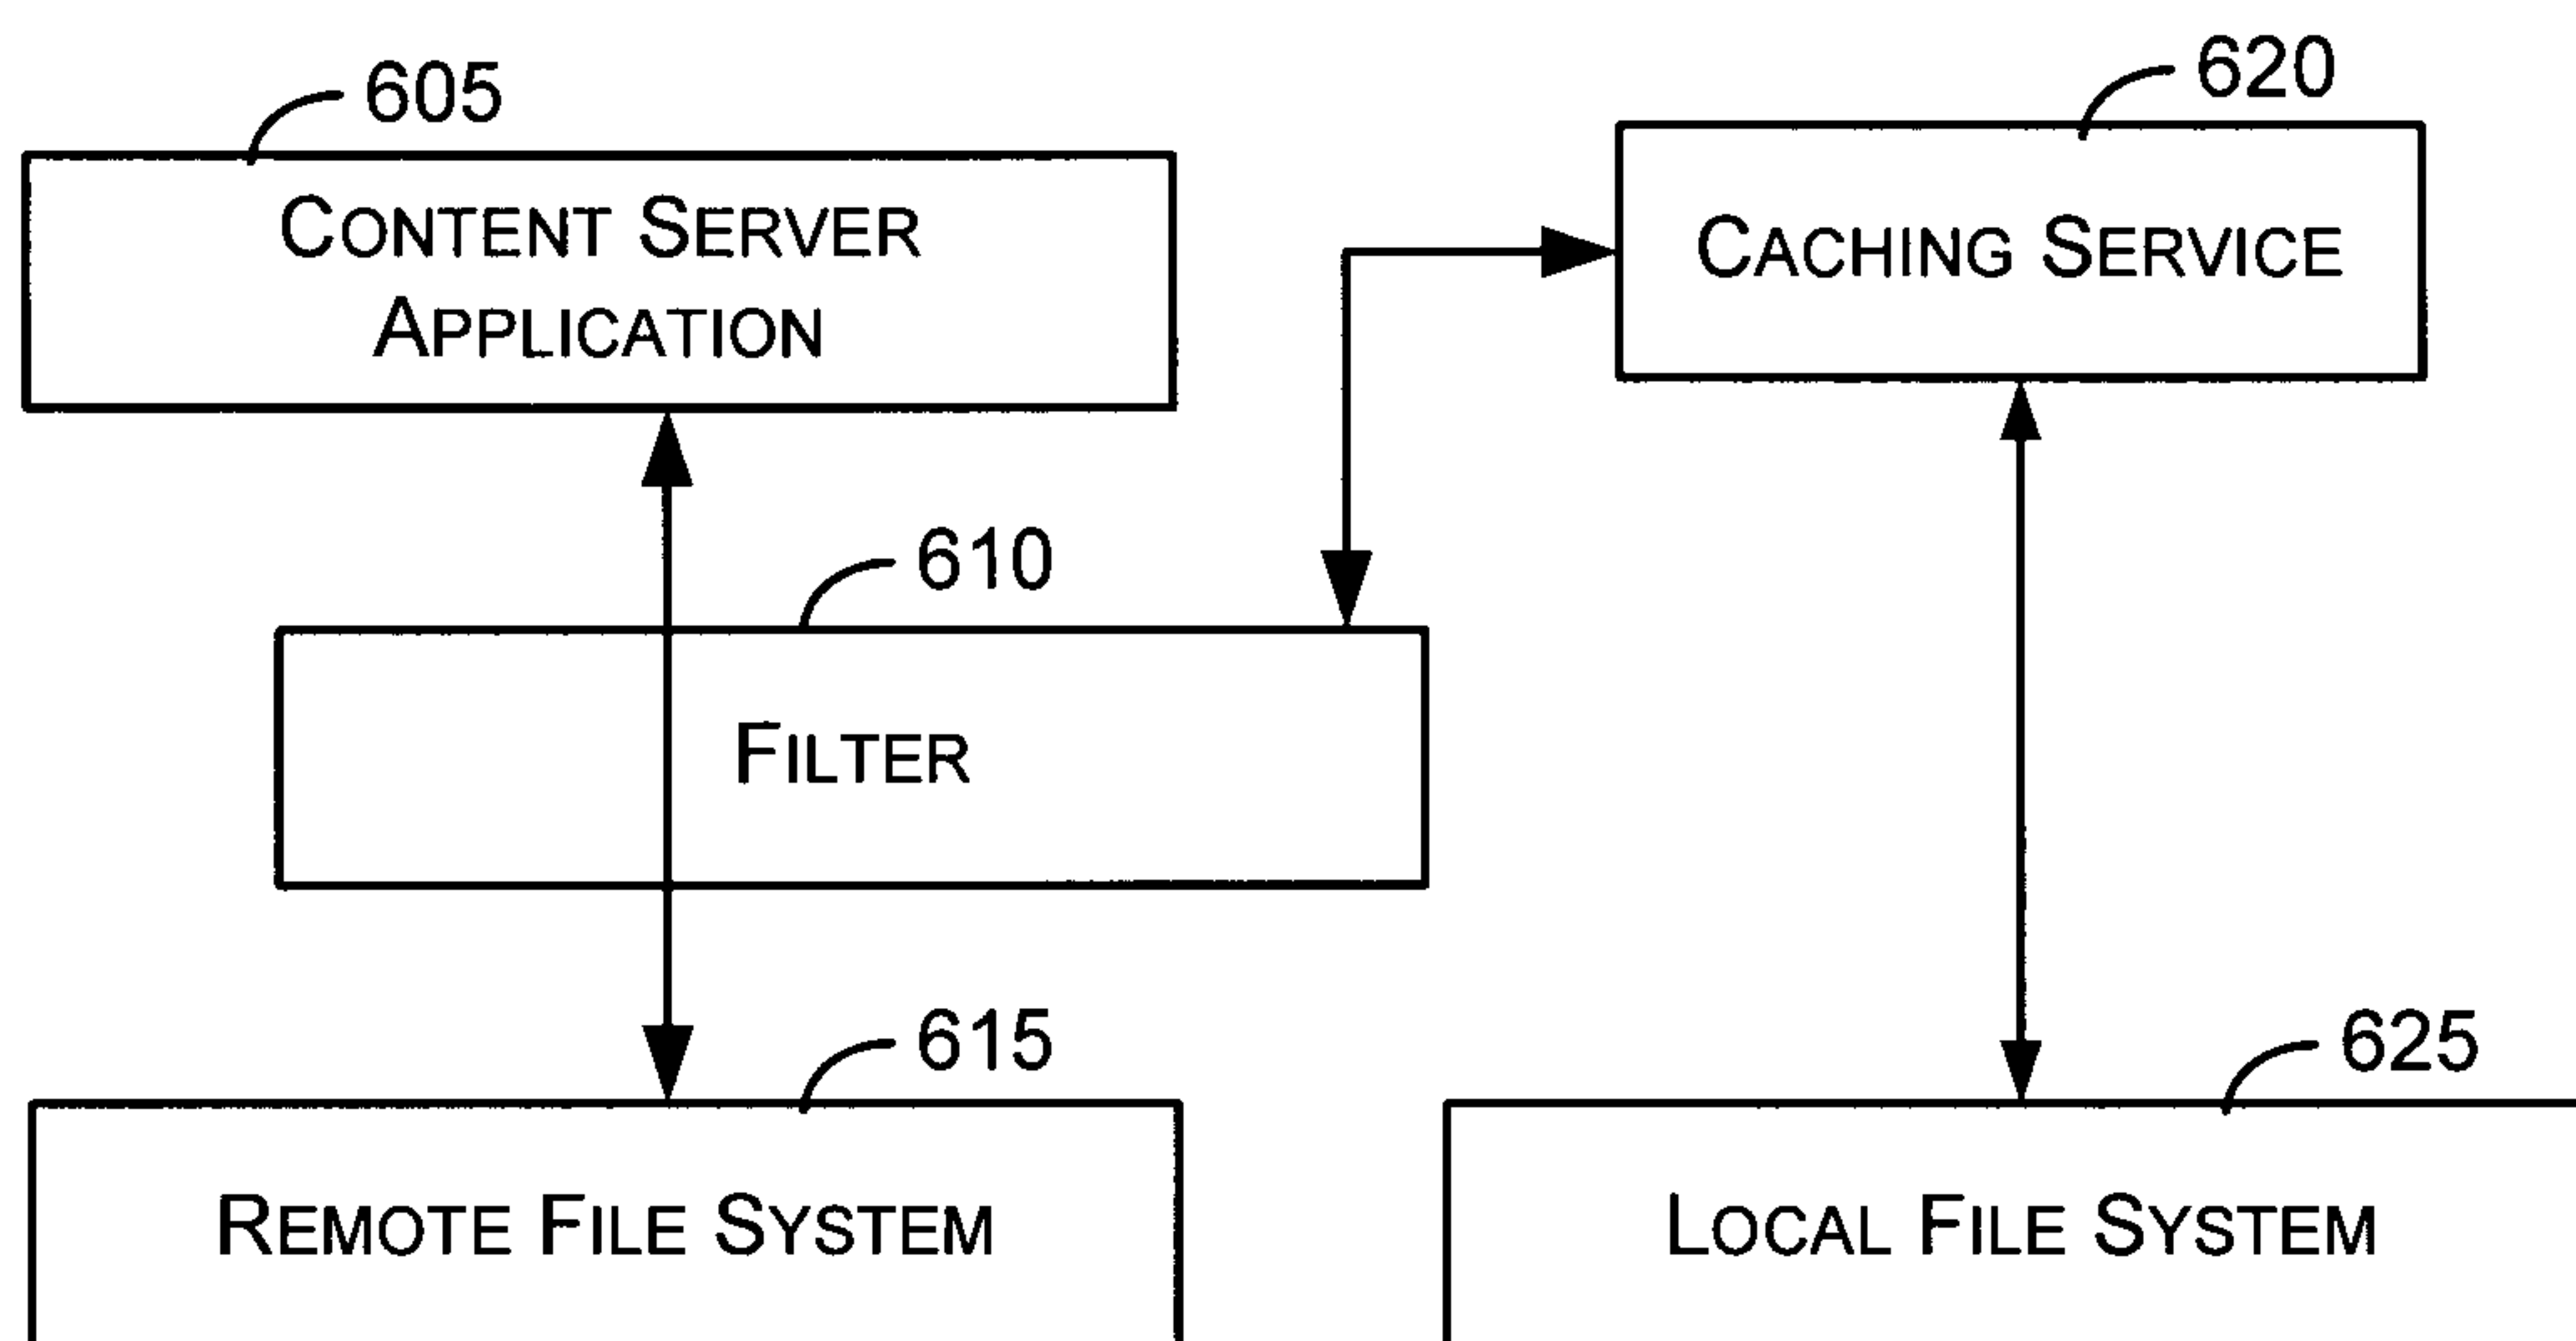 605
CONTENT SERVER
APPLICATION
620
CACHING SERVICE
610
FILTER
615
REMOTE FILE SYSTEM
625
LOCAL FILE SYSTEM